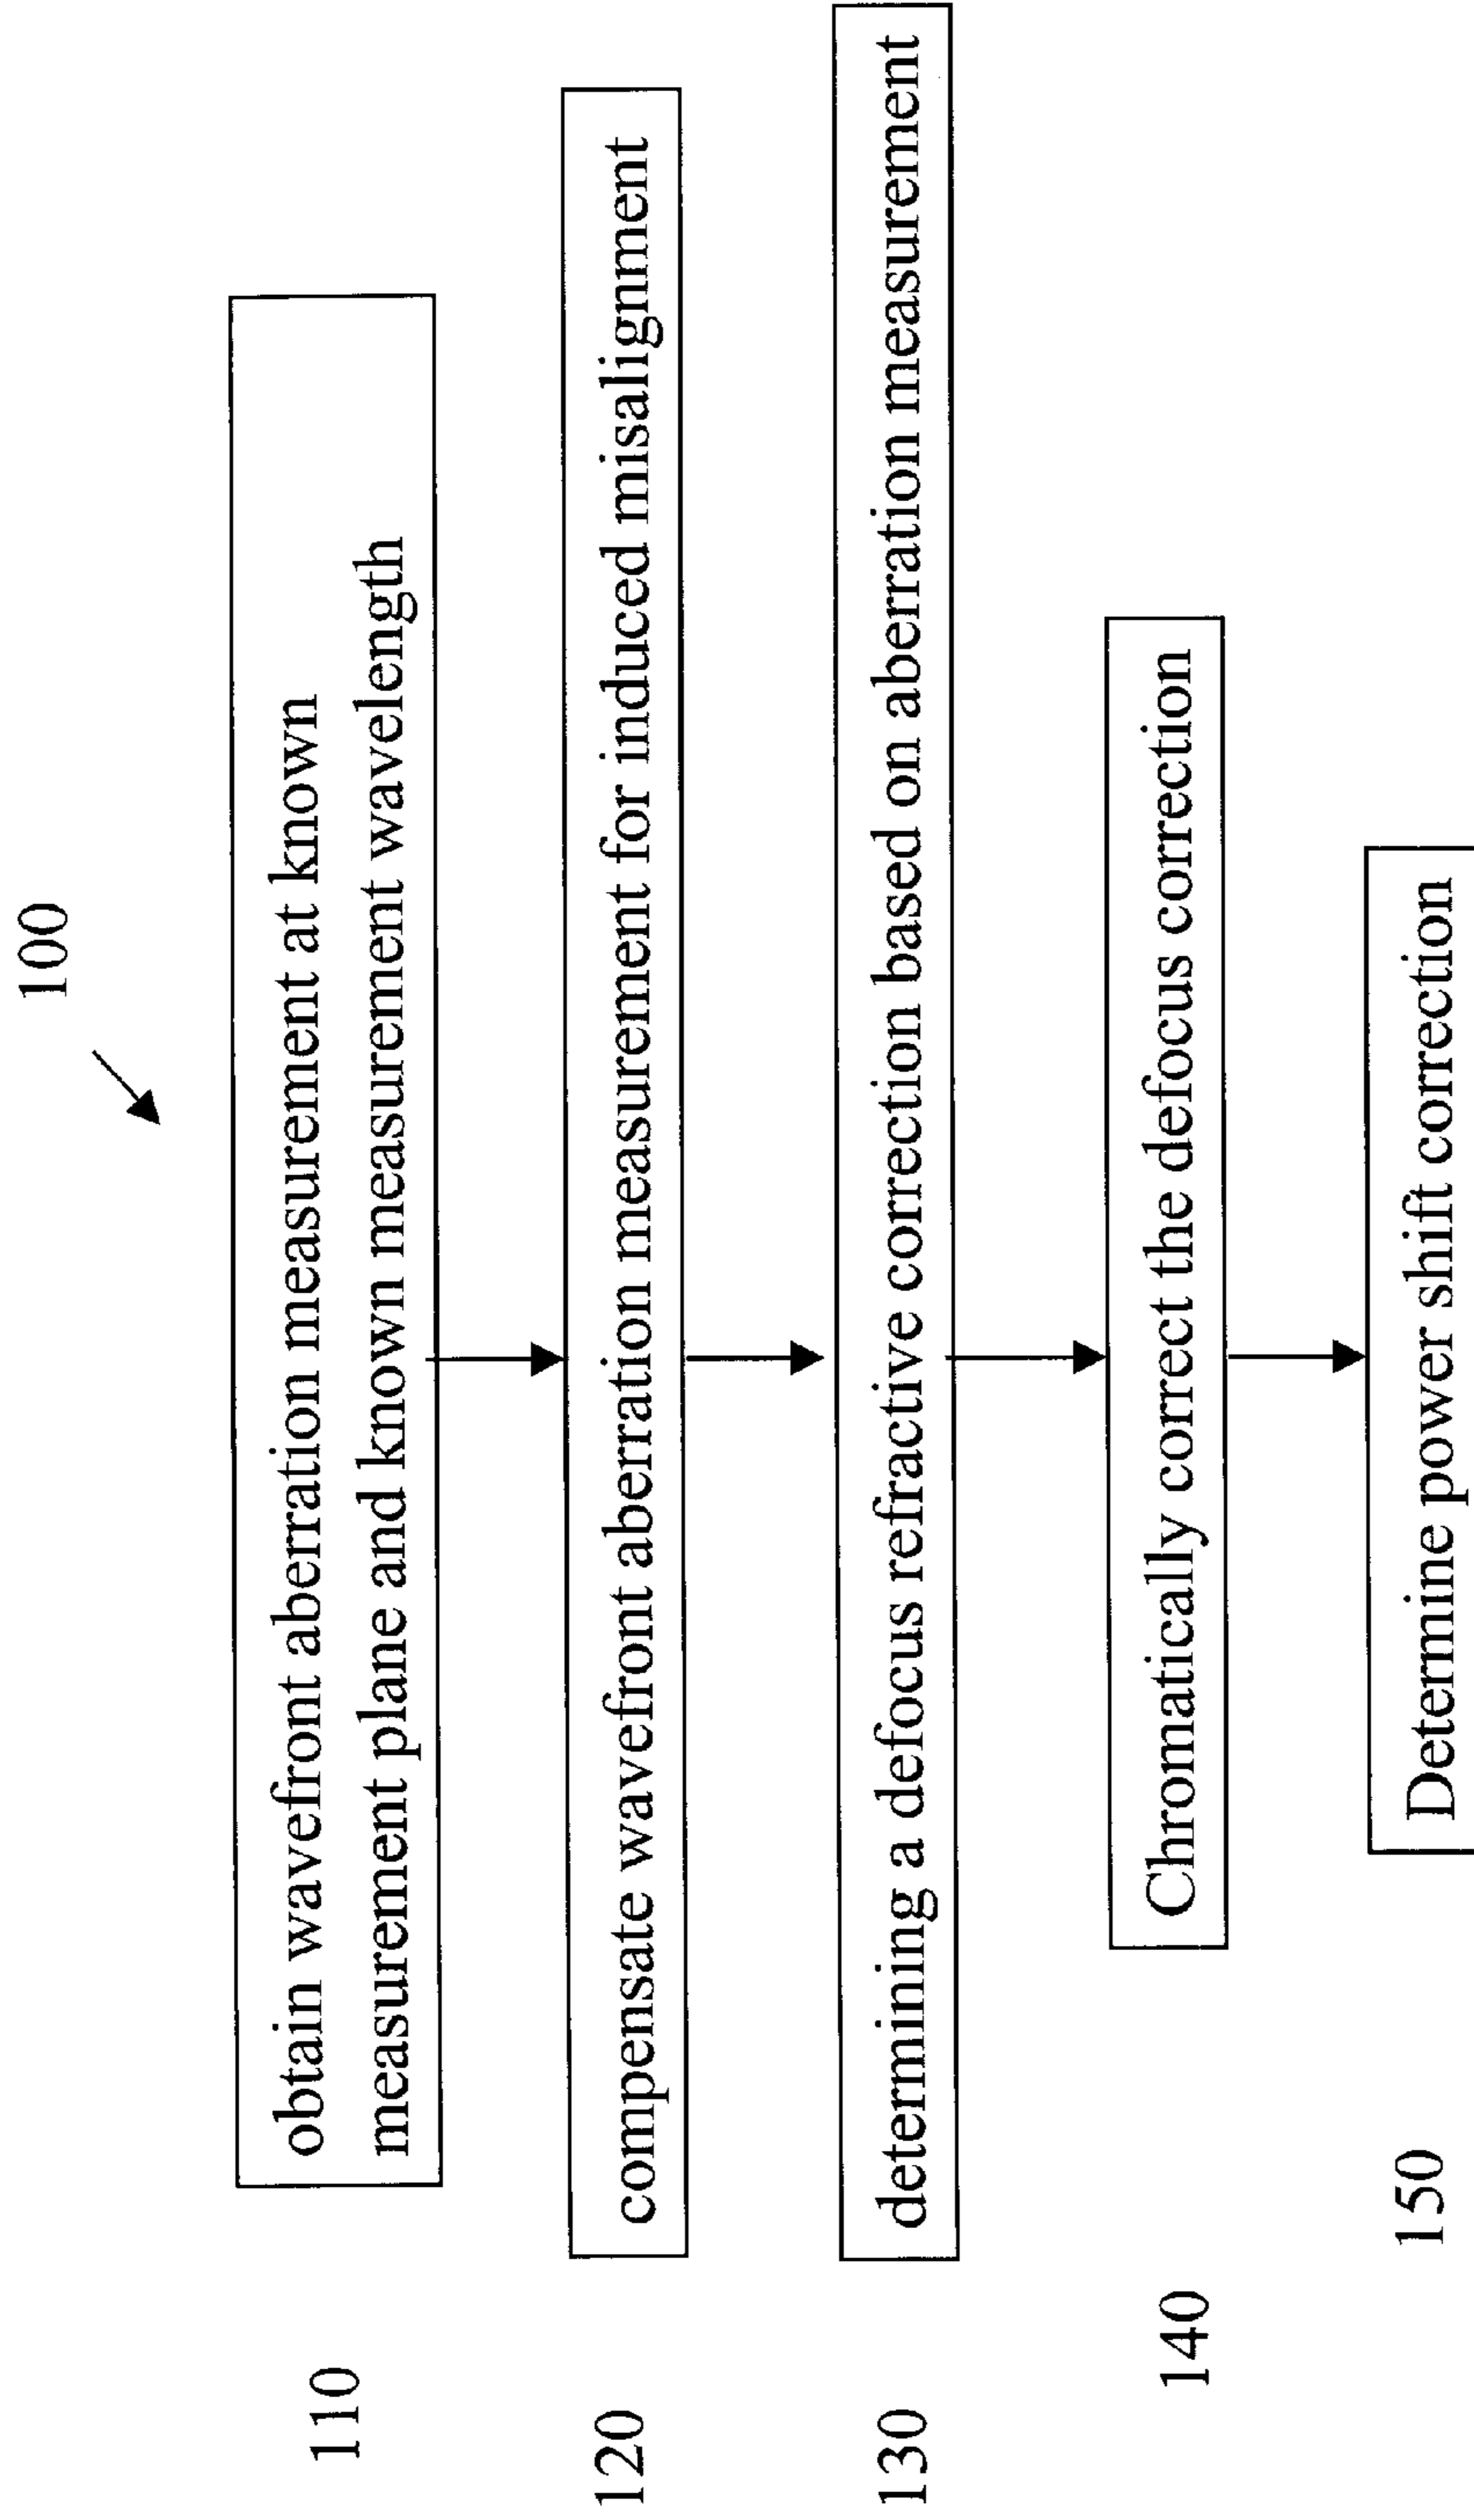 100
110
obtain wavefront aberration measurement at known
measurement plane and known measurement wavelength
120
compensate wavefront aberration measurement for induced misalignment
130
determining a defocus refractive correction based on aberration measurement
140
Chromatically correct the defocus correction
150
Determine power shift correction